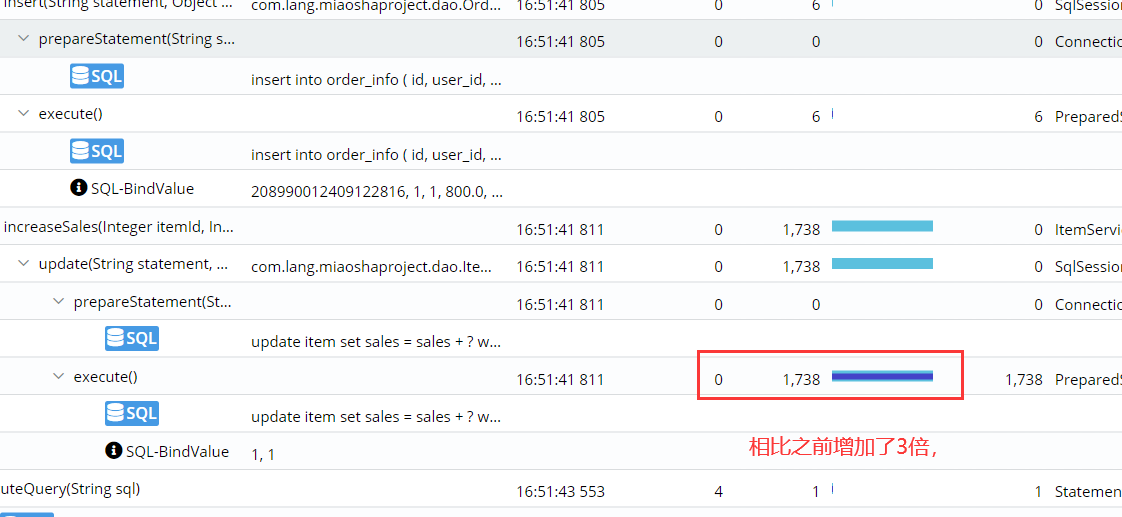 insert(String statement, Object ... com.lang.miaoshaproject.dao.Ord... 16:51:41 805 0 6 0 SqlSession
prepareStatement(String s... 16:51:41 805 0 0 0 Connectio
SQL insert into order_info ( id, user_id, ...
execute() 16:51:41 805 0 6 6 PreparedS
SQL insert into order_info ( id, user_id, ...
SQL-BindValue 208990012409122816, 1, 1, 800.0, ...
increaseSales(Integer itemId, In... 16:51:41 811 0 1,738 0 ItemServi
update(String statement, ... com.lang.miaoshaproject.dao.Ite... 16:51:41 811 0 1,738 0 SqlSession
prepareStatement(St... 16:51:41 811 0 0 0 Connectio
SQL update item set sales = sales + ? w...
execute() 16:51:41 811 0 1,738 1,738 PreparedS
SQL update item set sales = sales + ? w...
SQL-BindValue 1, 1
相比之前增加了3倍，
uteQuery(String sql) 16:51:43 553 4 1 1 Statemen